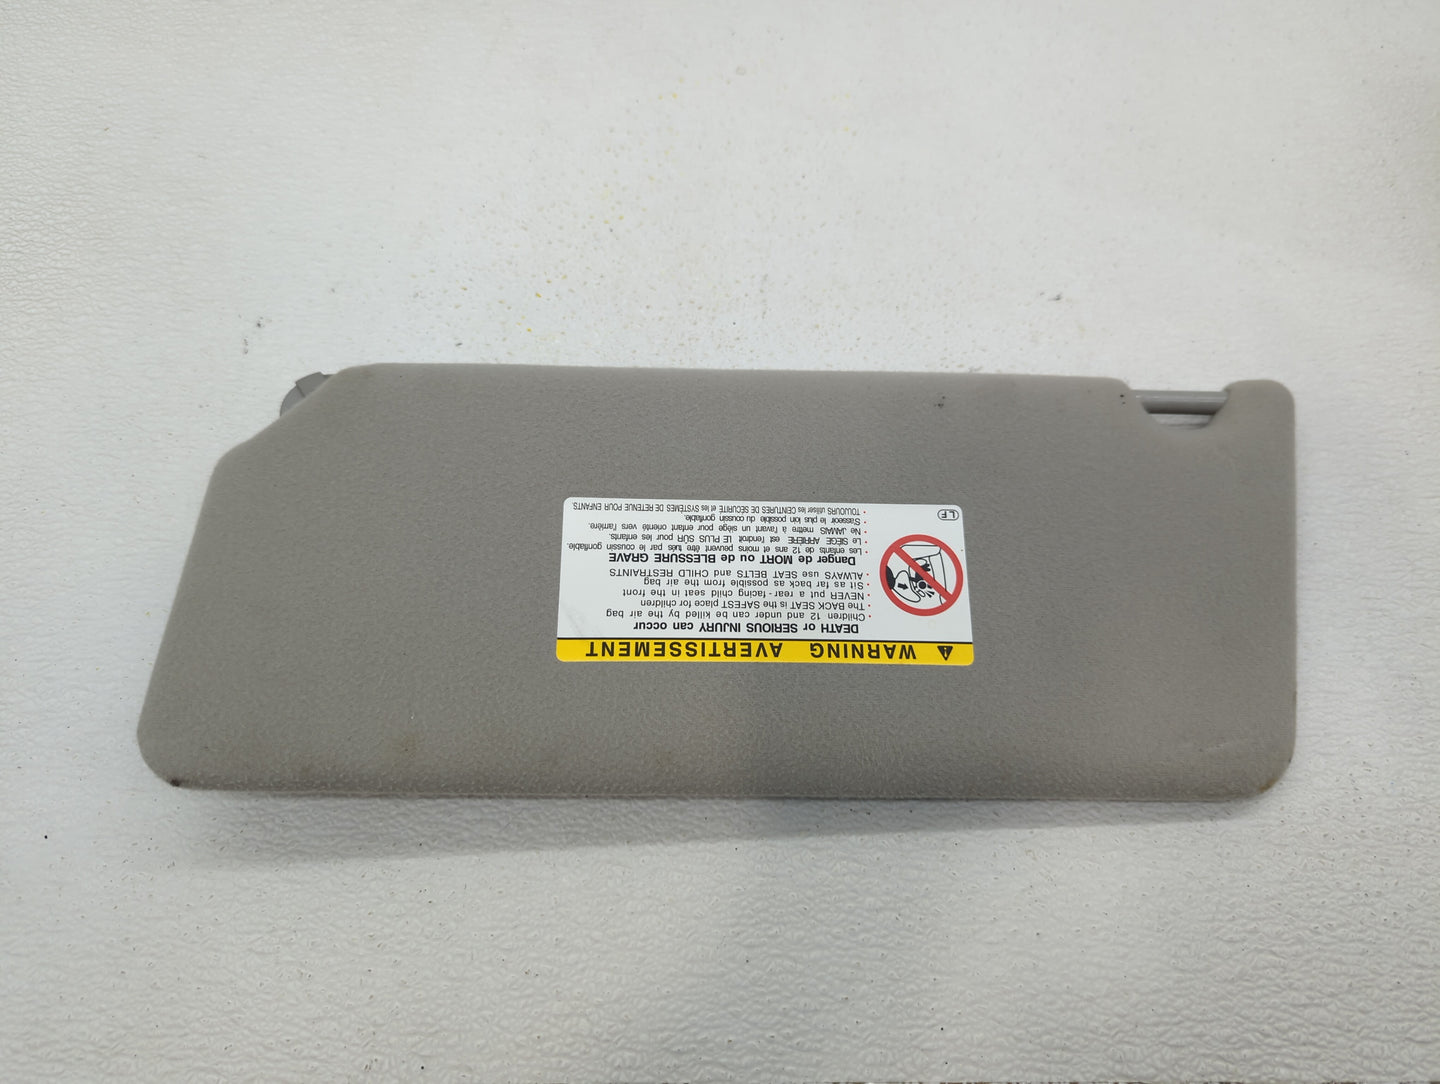 WARNING AVERTISSEMENT
DEATH or SERIOUS INJURY can occur
• Children 12 and under can be killed by the air bag
• The BACK SEAT is the SAFEST place for children
• NEVER put a rear-facing child seat in the front
• Sit as far back as possible from the air bag
• ALWAYS use SEAT BELTS and CHILD RESTRAINTS
Danger de MORT ou de BLESSURE GRAVE
• Les enfants de 12 ans et moins peuvent être tués par le coussin gonflable.
• Le SIÈGE ARRIÈRE est l'endroit LE PLUS SÛR pour les enfants.
• Ne JAMAIS mettre à l'avant un siège pour enfant orienté vers l'arrière.
• S'asseoir le plus loin possible du coussin gonflable.
• TOUJOURS utiliser les CEINTURES DE SÉCURITÉ et les SYSTÈMES DE RETENUE POUR ENFANTS.
LF